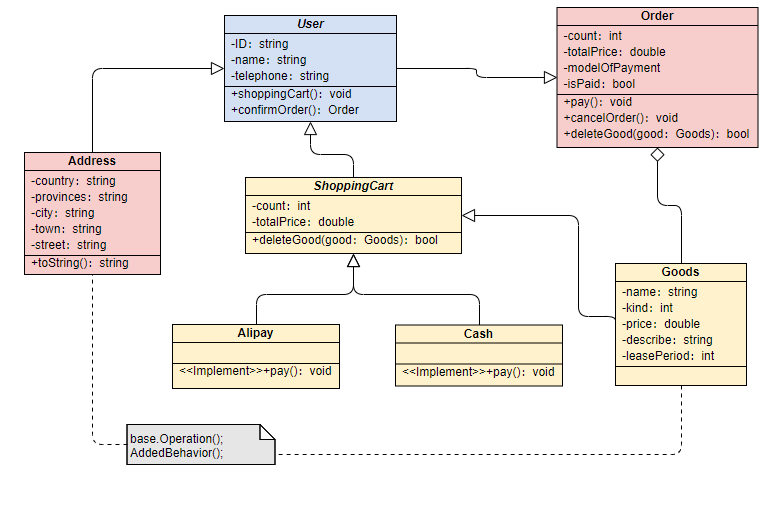 User
-ID: string
-name: string
-telephone: string
+shoppingCart(): void
+confirmOrder(): Order
Order
-count: int
-totalPrice: double
-modelOfPayment
-isPaid: bool
+pay(): void
+cancelOrder(): void
+deleteGood(good: Goods): bool
Address
-country: string
-provinces: string
-city: string
-town: string
-street: string
+toString(): string
ShoppingCart
-count: int
-totalPrice: double
+deleteGood(good: Goods): bool
Goods
-name: string
-kind: int
-price: double
-describe: string
-leasePeriod: int
Alipay
<<Implement>>+pay(): void
Cash
<<Implement>>+pay(): void
base.Operation();
AddedBehavior();